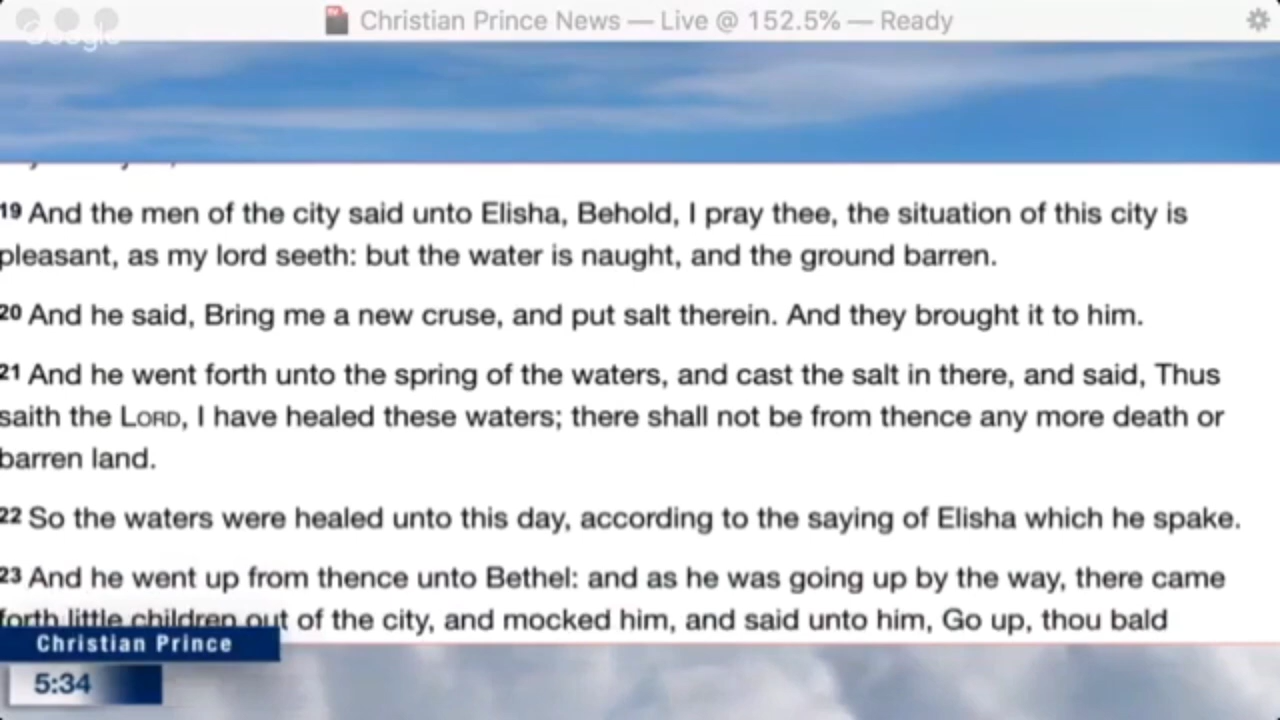 Christian Prince News — Live @ 152.5% — Ready
Google
19 And the men of the city said unto Elisha, Behold, I pray thee, the situation of this city is
pleasant, as my lord seeth: but the water is naught, and the ground barren.
20 And he said, Bring me a new cruse, and put salt therein. And they brought it to him.
21 And he went forth unto the spring of the waters, and cast the salt in there, and said, Thus
saith the LORD, I have healed these waters; there shall not be from thence any more death or
barren land.
22 So the waters were healed unto this day, according to the saying of Elisha which he spake.
23 And he went up from thence unto Bethel: and as he was going up by the way, there came
forth little children out of the city, and mocked him, and said unto him, Go up, thou bald
Christian Prince
5:34